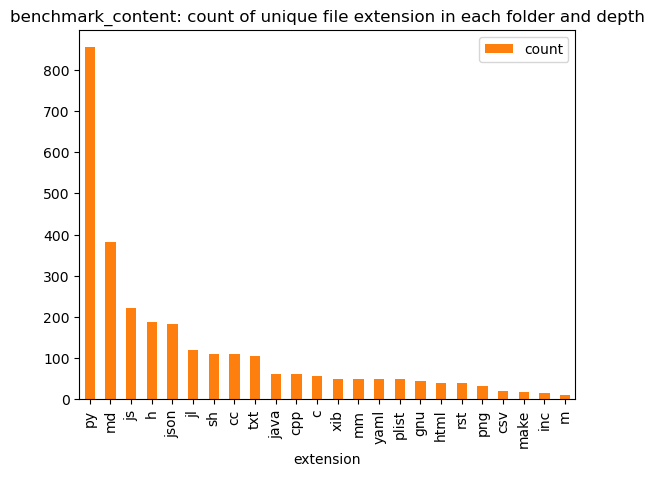 benchmark_content: count of unique file extension in each folder and depth
count
800
700
600
500
400
300
200
100
0
py md js h json jl sh cc txt java cpp c xib mm yaml plist gnu html rst png csv make inc m
extension